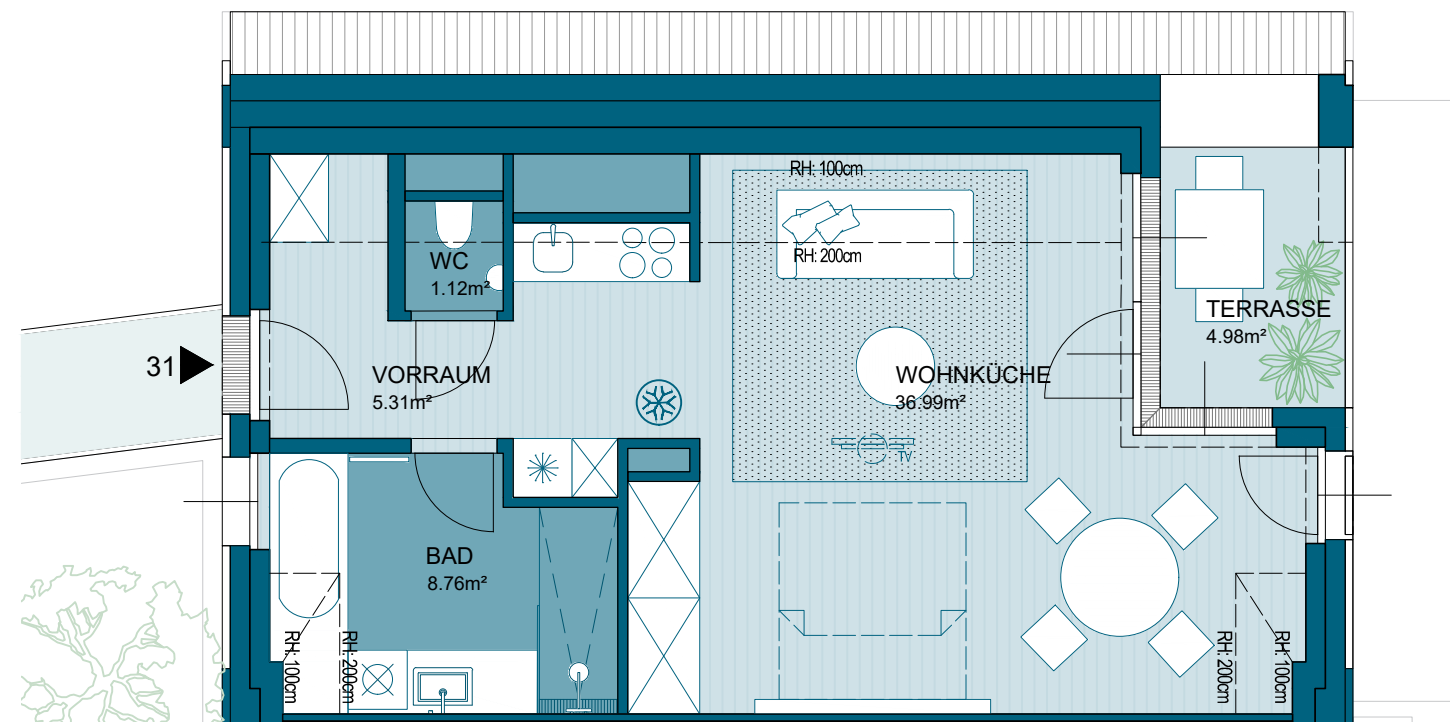 RH: 100cm
RH: 200cm
WC
1.12m²
TERRASSE
4.98m²
31
VORRAUM
5.31m²
WOHNKÜCHE
36.99m²
TV
BAD
8.76m²
RH: 100cm
RH: 200cm
RH: 200cm
RH: 100cm